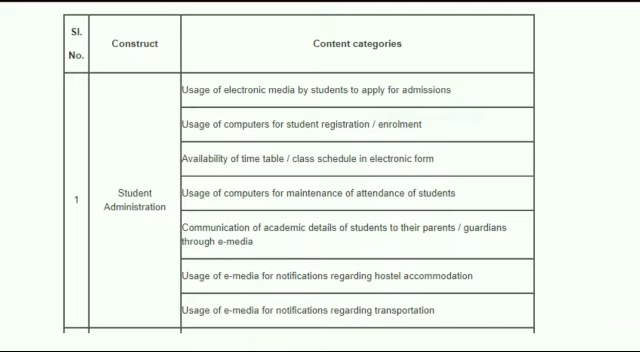 Sl.
No.
Construct
Content categories
1
Student
Administration
Usage of electronic media by students to apply for admissions
Usage of computers for student registration / enrolment
Availability of time table / class schedule in electronic form
Usage of computers for maintenance of attendance of students
Communication of academic details of students to their parents / guardians
through e-media
Usage of e-media for notifications regarding hostel accommodation
Usage of e-media for notifications regarding transportation